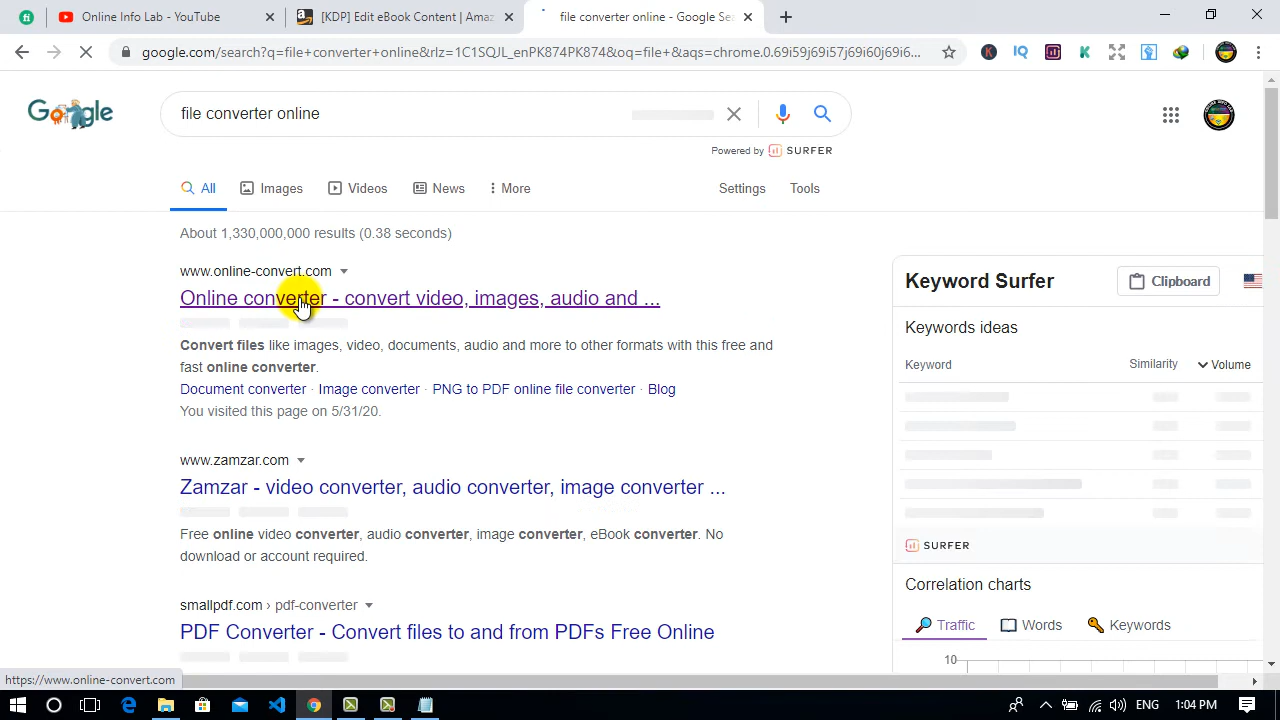 Online Info Lab - YouTube
[KDP] Edit eBook Content | Amaz
file converter online - Google Sea
google.com/search?q=file+converter+online&rlz=1C1SQJL_enPK874PK874&oq=file+&aqs=chrome.0.69i59j69i57j69i60j69i6...
Google
file converter online
Powered by SURFER
All
Images
Videos
News
More
Settings
Tools
About 1,330,000,000 results (0.38 seconds)
www.online-convert.com
Online converter - convert video, images, audio and ...
Convert files like images, video, documents, audio and more to other formats with this free and
fast online converter.
Document converter · Image converter · PNG to PDF online file converter · Blog
You visited this page on 5/31/20.
www.zamzar.com
Zamzar - video converter, audio converter, image converter ...
Free online video converter, audio converter, image converter, eBook converter. No
download or account required.
smallpdf.com › pdf-converter
PDF Converter - Convert files to and from PDFs Free Online
Keyword Surfer
Clipboard
Keywords ideas
Keyword
Similarity
Volume
SURFER
Correlation charts
Traffic
Words
Keywords
10
https://www.online-convert.com
ENG
1:04 PM